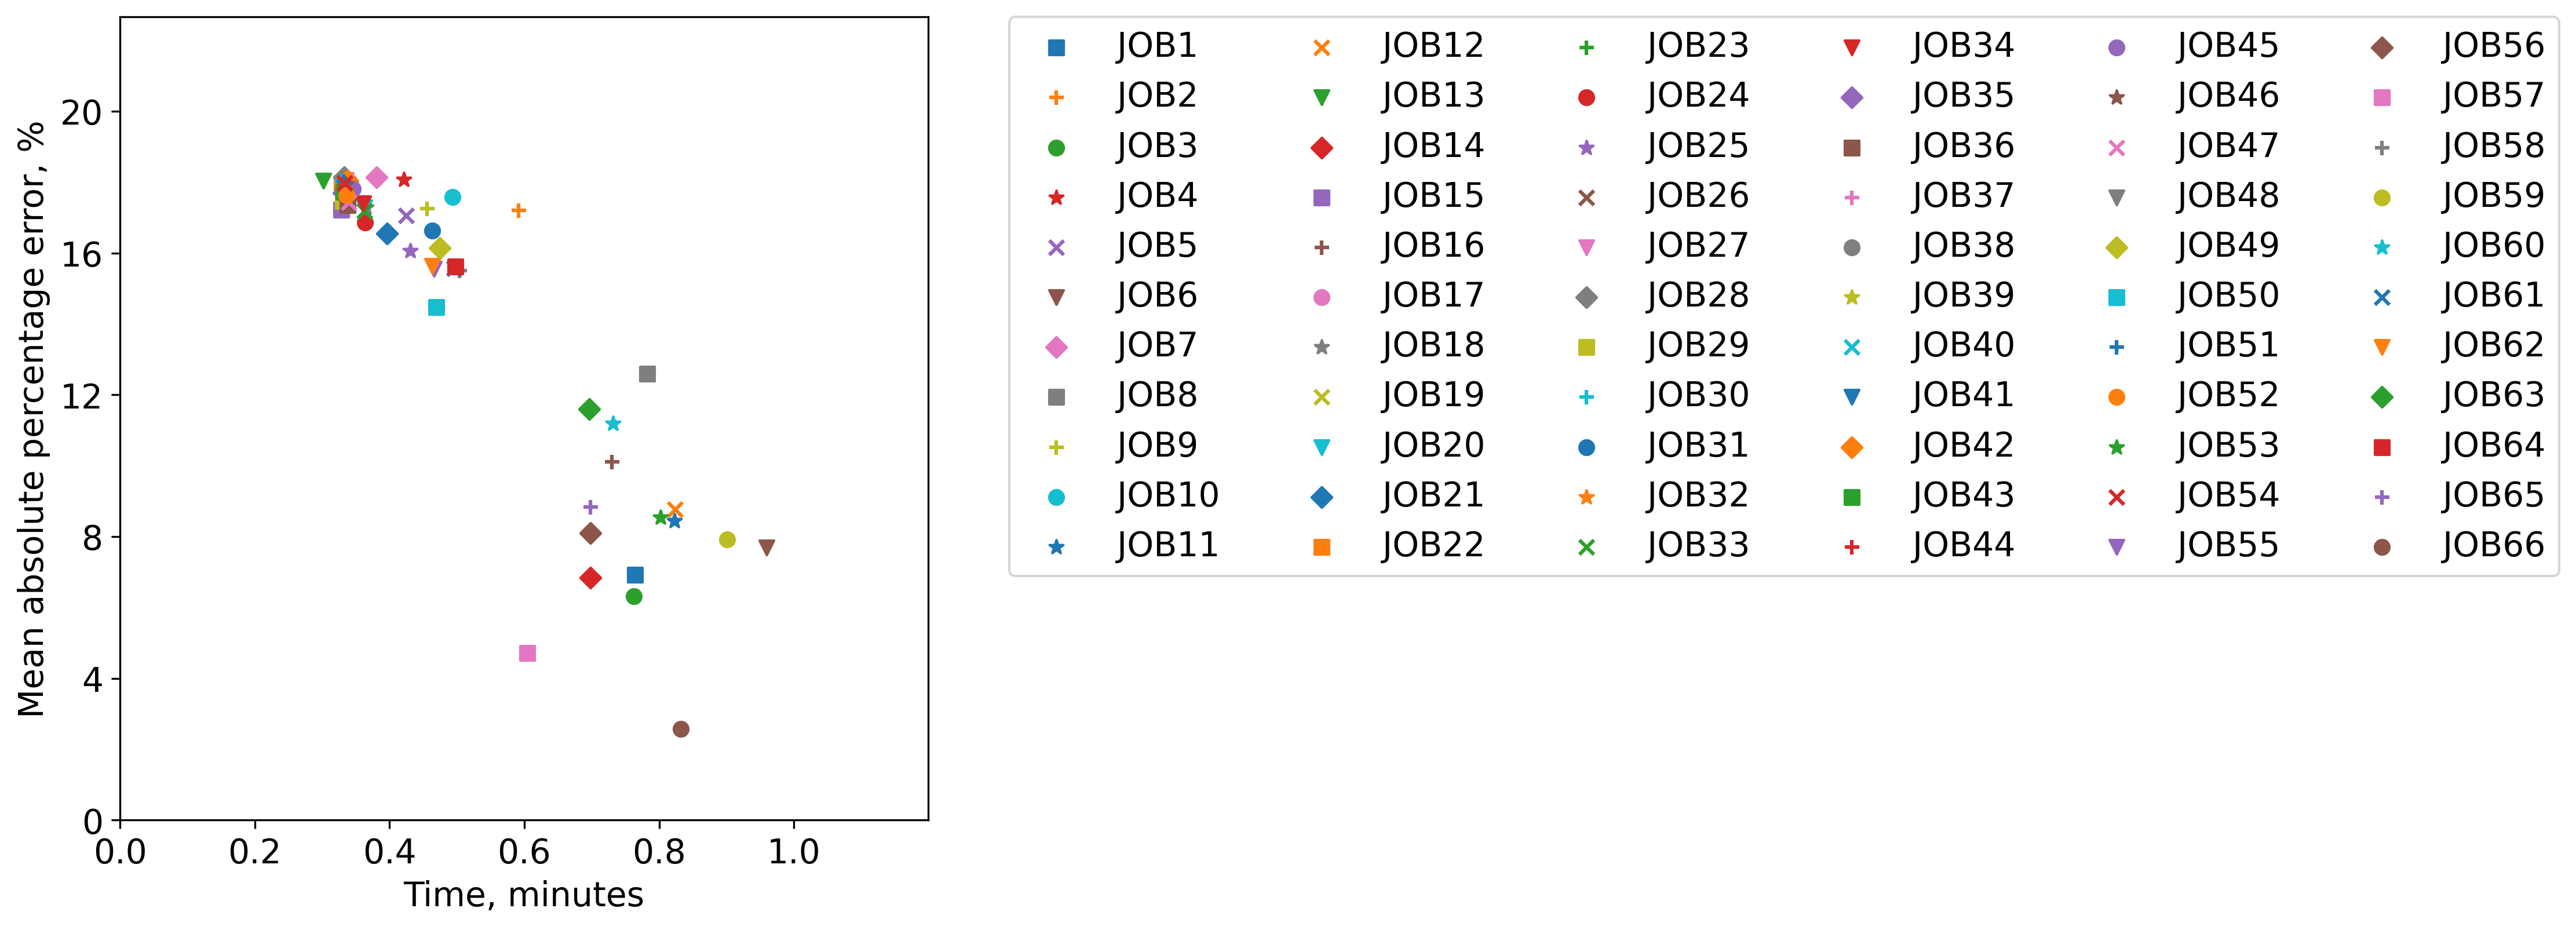 Mean absolute percentage error, %
20
16
12
8
4
0
0.0 0.2 0.4 0.6 0.8 1.0
Time, minutes
JOB1 JOB12 JOB23 JOB34 JOB45 JOB56
JOB2 JOB13 JOB24 JOB35 JOB46 JOB57
JOB3 JOB14 JOB25 JOB36 JOB47 JOB58
JOB4 JOB15 JOB26 JOB37 JOB48 JOB59
JOB5 JOB16 JOB27 JOB38 JOB49 JOB60
JOB6 JOB17 JOB28 JOB39 JOB50 JOB61
JOB7 JOB18 JOB29 JOB40 JOB51 JOB62
JOB8 JOB19 JOB30 JOB41 JOB52 JOB63
JOB9 JOB20 JOB31 JOB42 JOB53 JOB64
JOB10 JOB21 JOB32 JOB43 JOB54 JOB65
JOB11 JOB22 JOB33 JOB44 JOB55 JOB66